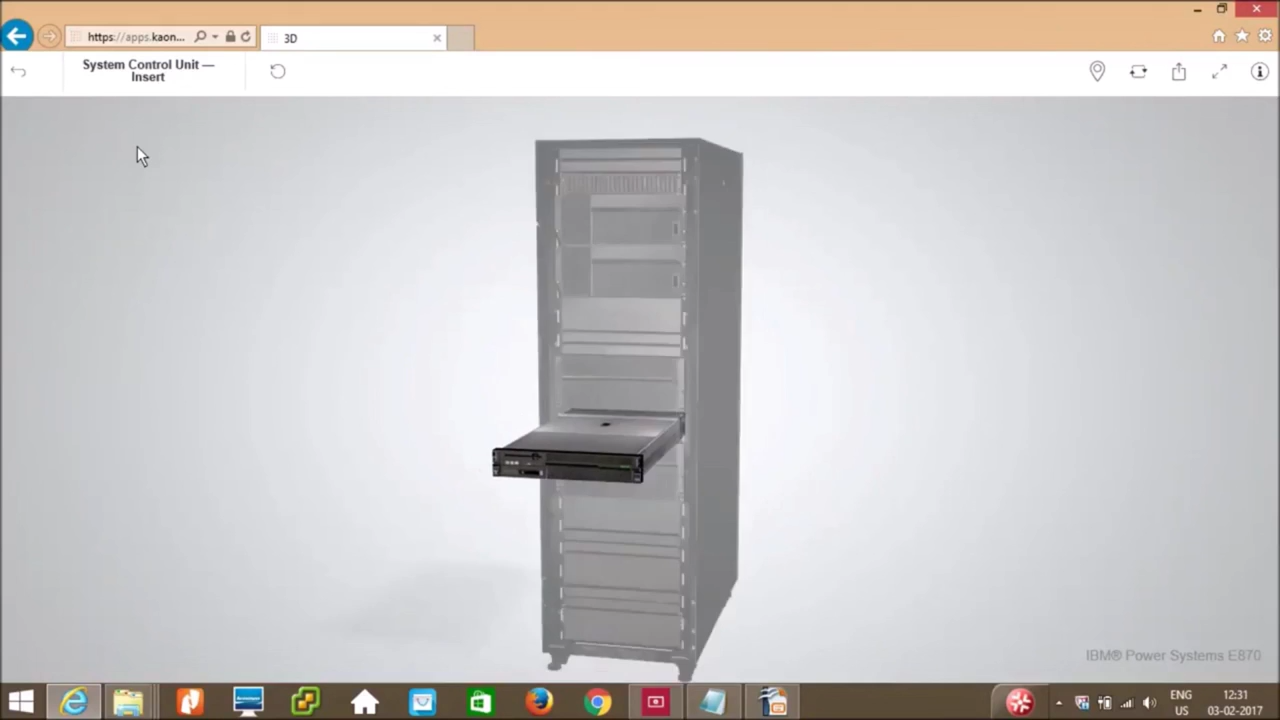 https://apps.kaon...
3D
System Control Unit —
Insert
IBM® Power Systems E870
ENG
US
12:31
03-02-2017